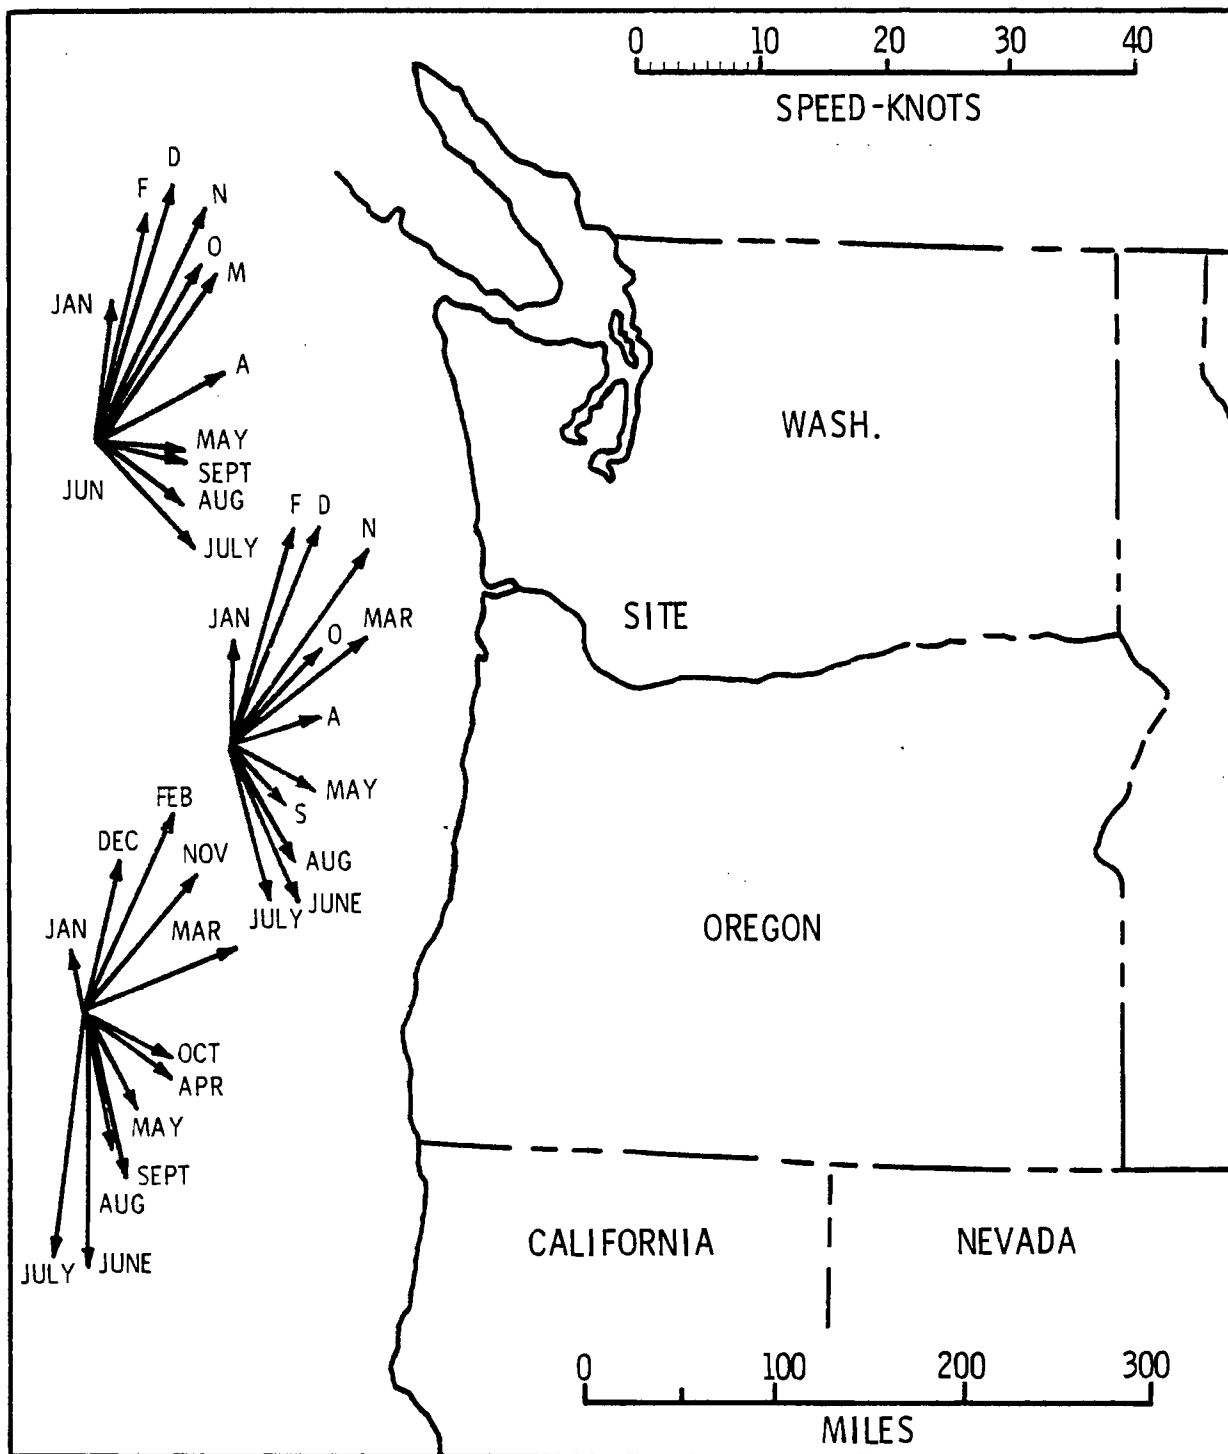 0 10 20 30 40
SPEED-KNOTS
D
F
N
O
M
JAN
A
MAY
SEPT
JUN
AUG
JULY
F D
N
JAN
MAR
O
A
MAY
S
AUG
JULY JUNE
FEB
DEC
NOV
JAN
MAR
OCT
APR
MAY
SEPT
AUG
JULY JUNE
WASH.
SITE
OREGON
CALIFORNIA
NEVADA
0 100 200 300
MILES